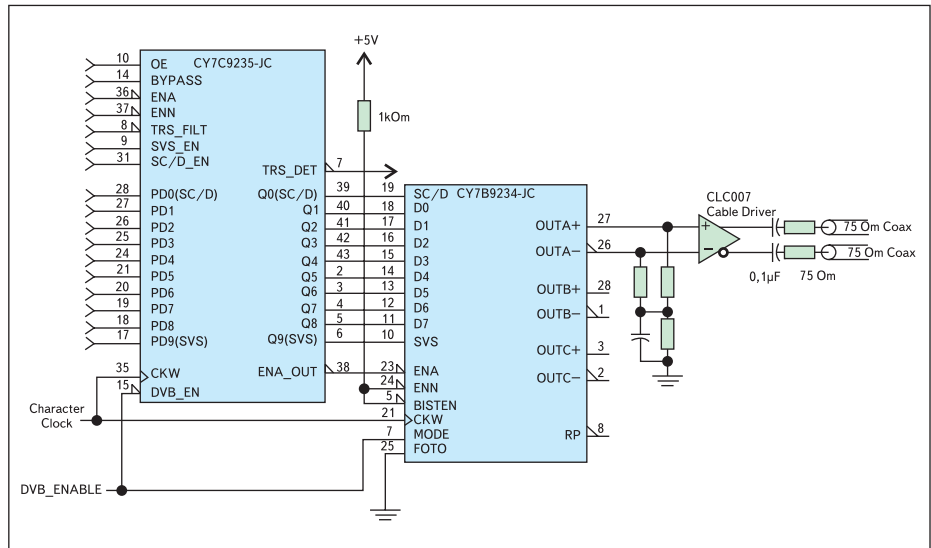 +5V
1kOm
CY7C9235-JC
10 OE
14 BYPASS
36 ENA
37 ENN
8 TRS_FILT
9 SVS_EN
31 SC/D_EN
28 PD0(SC/D)
27 PD1
26 PD2
25 PD3
24 PD4
21 PD5
20 PD6
19 PD7
18 PD8
17 PD9(SVS)
35 CKW
15 DVB_EN
TRS_DET 7
Q0(SC/D) 39
Q1 40
Q2 41
Q3 42
Q4 43
Q5 2
Q6 3
Q7 4
Q8 5
Q9(SVS) 6
ENA_OUT 38
CY7B9234-JC
19 SC/D
18 D0
17 D1
16 D2
15 D3
14 D4
13 D5
12 D6
11 D7
10 SVS
23 ENA
24 ENN
5 BISTEN
21 CKW
7 MODE
25 FOTO
OUTA+ 27
OUTA− 26
OUTB+ 28
OUTB− 1
OUTC+ 3
OUTC− 2
RP 8
CLC007
Cable Driver
+
−
75 Om Coax
75 Om Coax
0,1µF
75 Om
Character
Clock
DVB_ENABLE